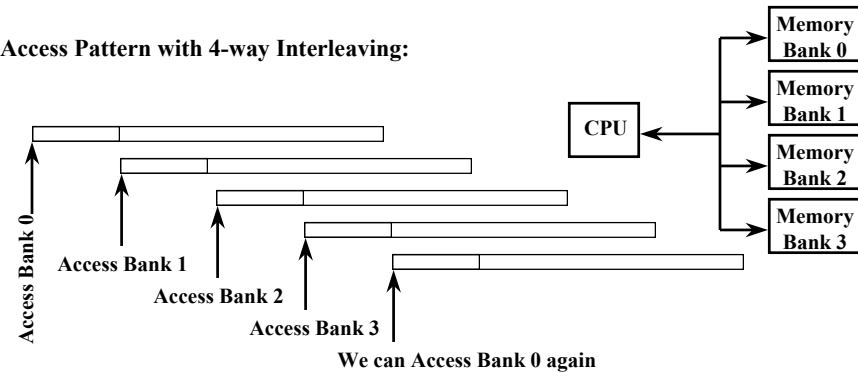 Access Pattern with 4-way Interleaving:
Memory
Bank 0
Memory
Bank 1
CPU
Memory
Bank 2
Memory
Bank 3
Access Bank 0
Access Bank 1
Access Bank 2
Access Bank 3
We can Access Bank 0 again